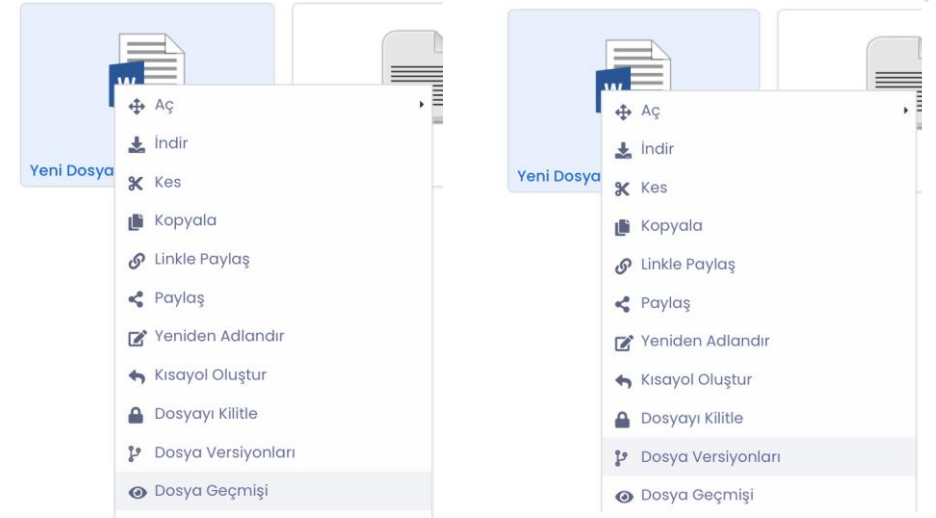 W
Aç
İndir
Yeni Dosya
Kes
Kopyala
Linkle Paylaş
Paylaş
Yeniden Adlandır
Kısayol Oluştur
Dosyayı Kilitle
Dosya Versiyonları
Dosya Geçmişi
W
Aç
İndir
Yeni Dosya
Kes
Kopyala
Linkle Paylaş
Paylaş
Yeniden Adlandır
Kısayol Oluştur
Dosyayı Kilitle
Dosya Versiyonları
Dosya Geçmişi